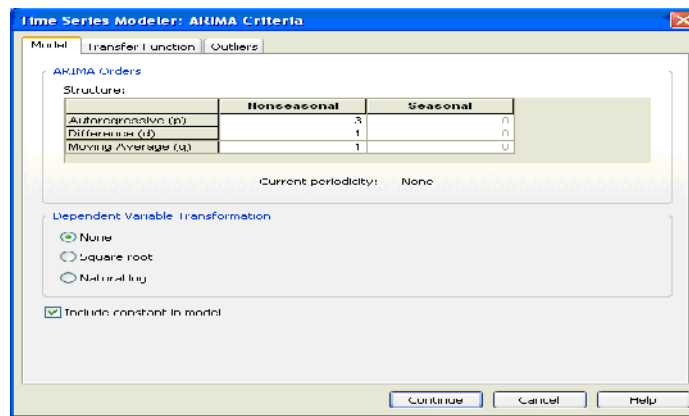 Time Series Modeler: ARIMA Criteria
Model Transfer Function Outliers
ARIMA Orders
Structure:
Nonseasonal Seasonal
Autoregressive (p) 3 0
Difference (d) 1 0
Moving Average (q) 1 0
Current periodicity: None
Dependent Variable Transformation
None
Square root
Natural log
Include constant in model
Continue Cancel Help